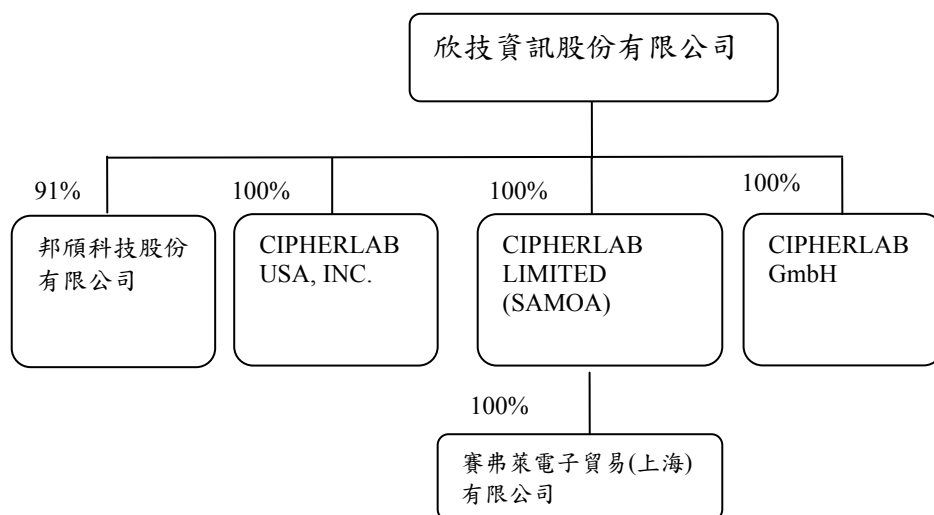 欣技資訊股份有限公司
91%
100%
100%
100%
邦頎科技股份
有限公司
CIPHERLAB
USA, INC.
CIPHERLAB
LIMITED
(SAMOA)
CIPHERLAB
GmbH
100%
賽弗萊電子貿易(上海)
有限公司